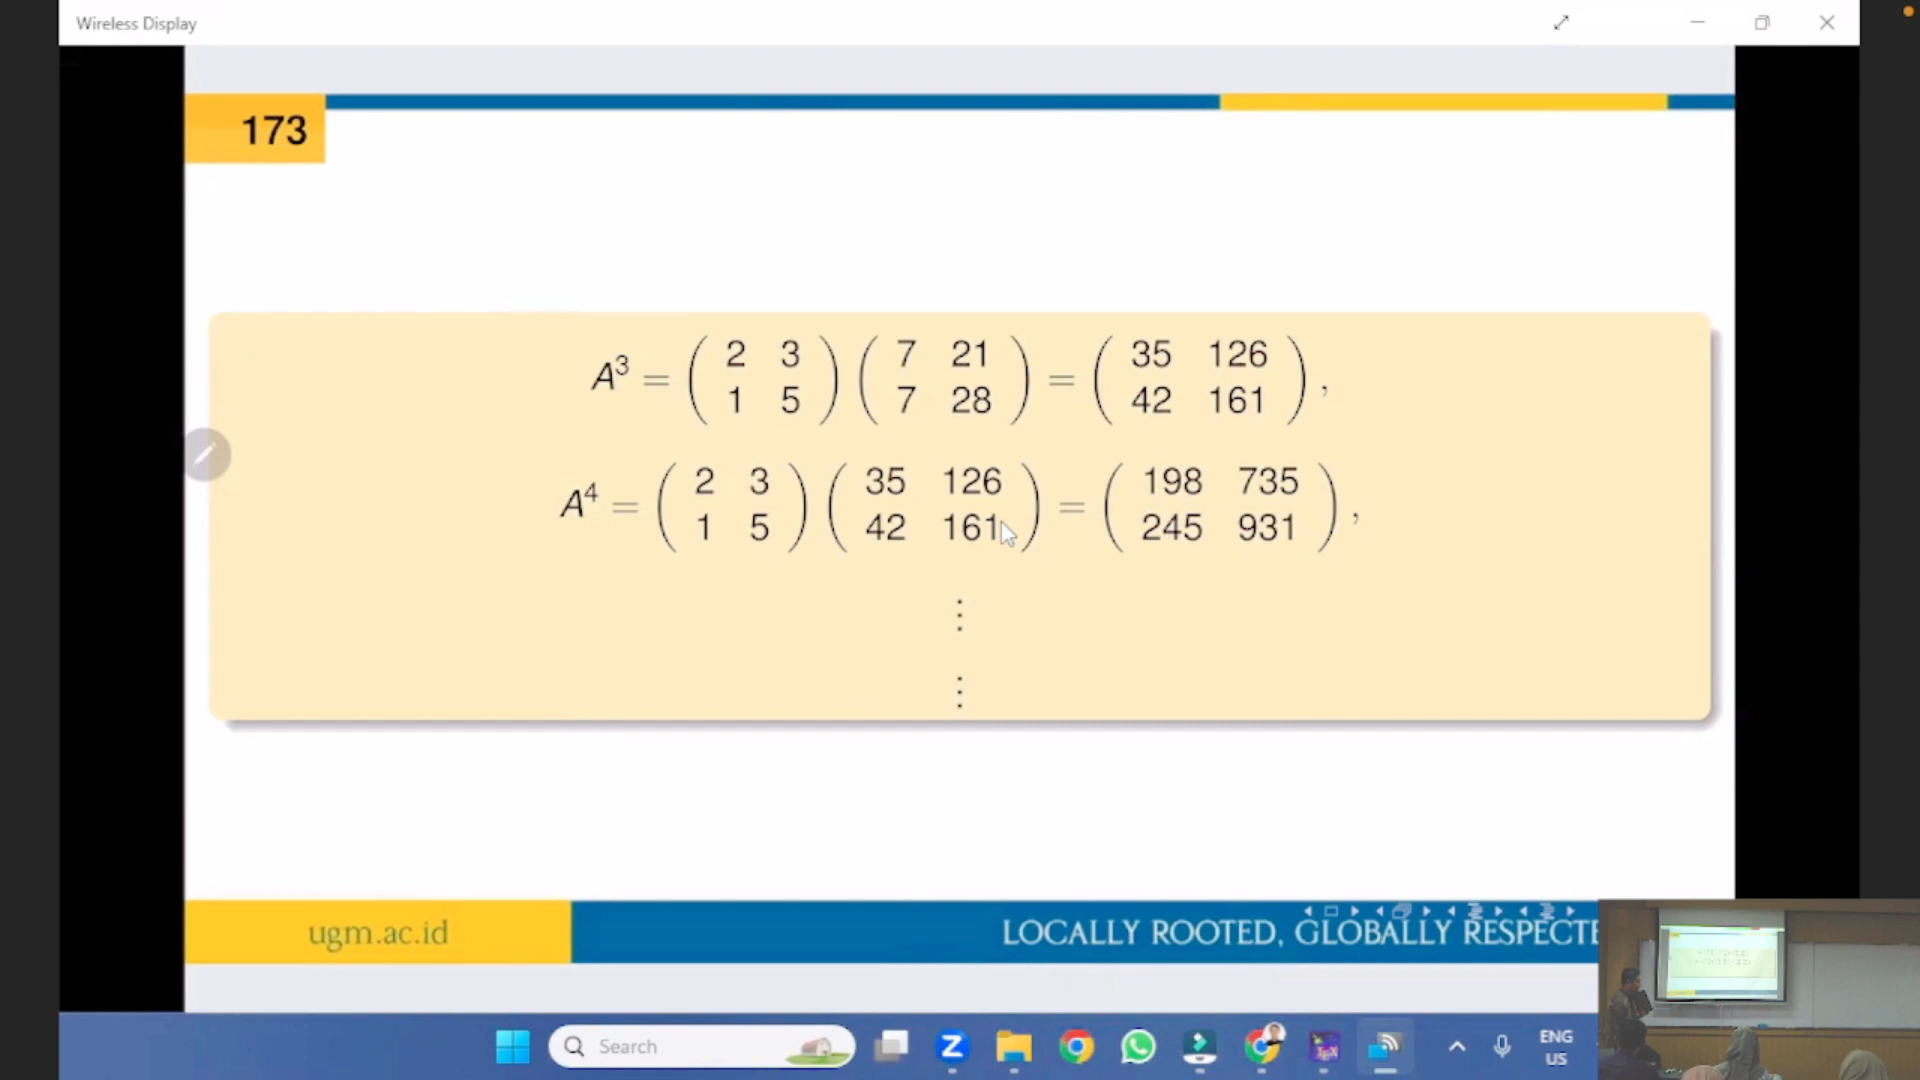 Wireless Display
173
A³ = ( 2 3 ) ( 7 21 ) = ( 35 126 ) ,
( 1 5 ) ( 7 28 ) ( 42 161 )
A⁴ = ( 2 3 ) ( 35 126 ) = ( 198 735 ) ,
( 1 5 ) ( 42 161 ) ( 245 931 )
⋮
⋮
ugm.ac.id
LOCALLY ROOTED, GLOBALLY RESPECTE
Search
ENG
US